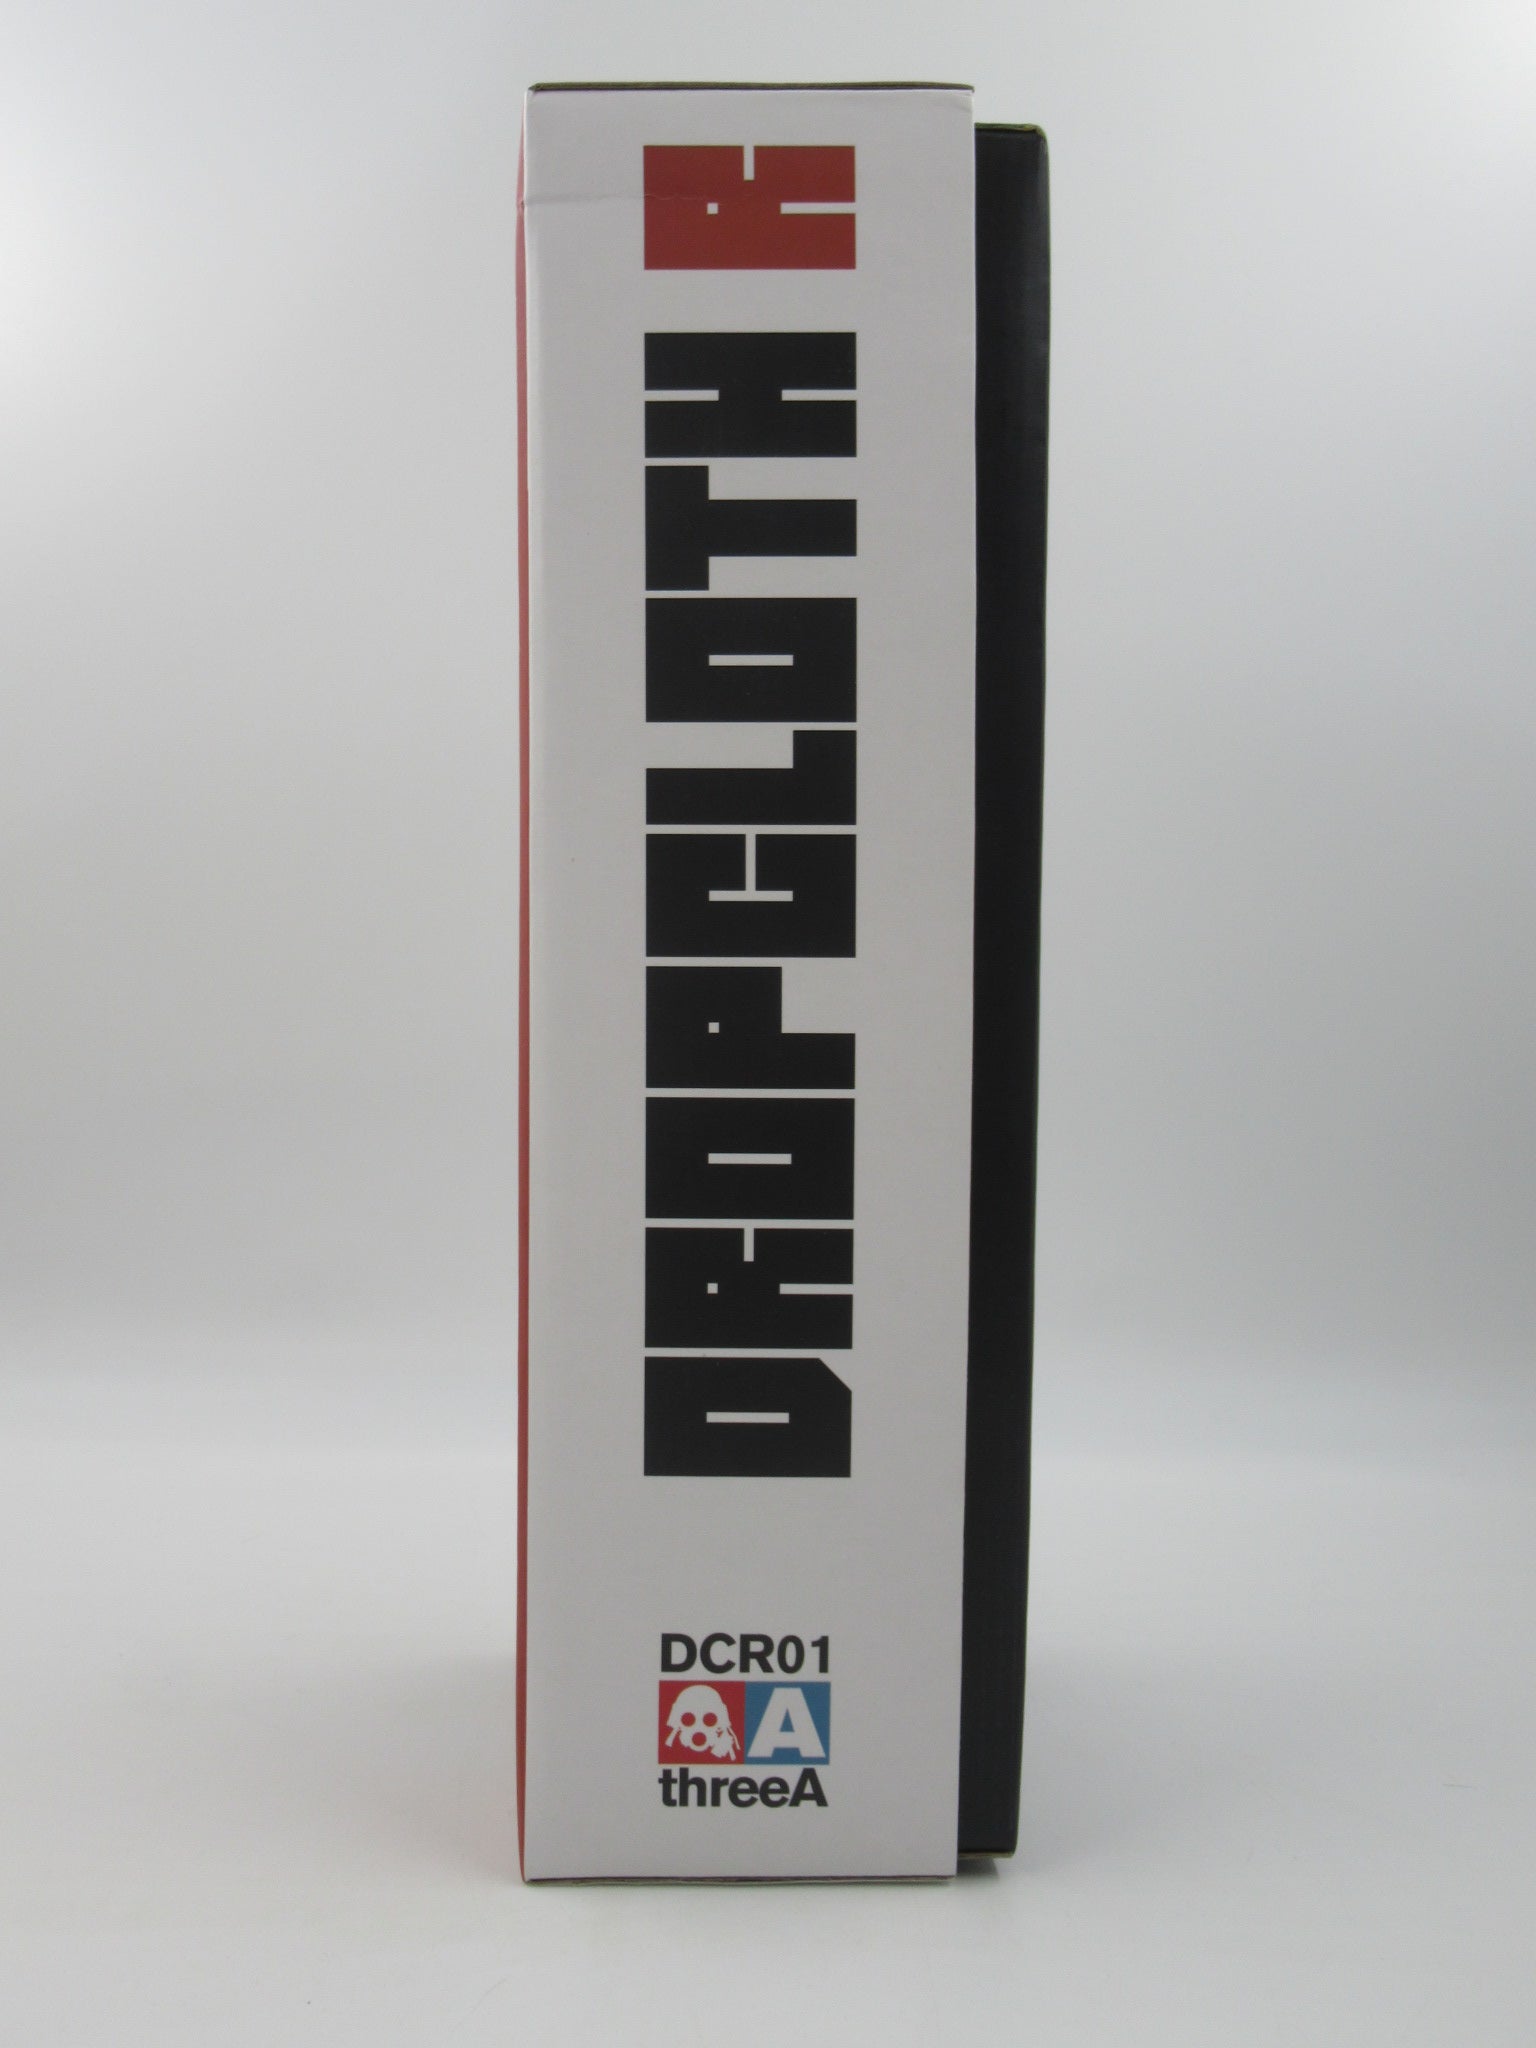 DROPCLOTH R
DCR01
A
threeA